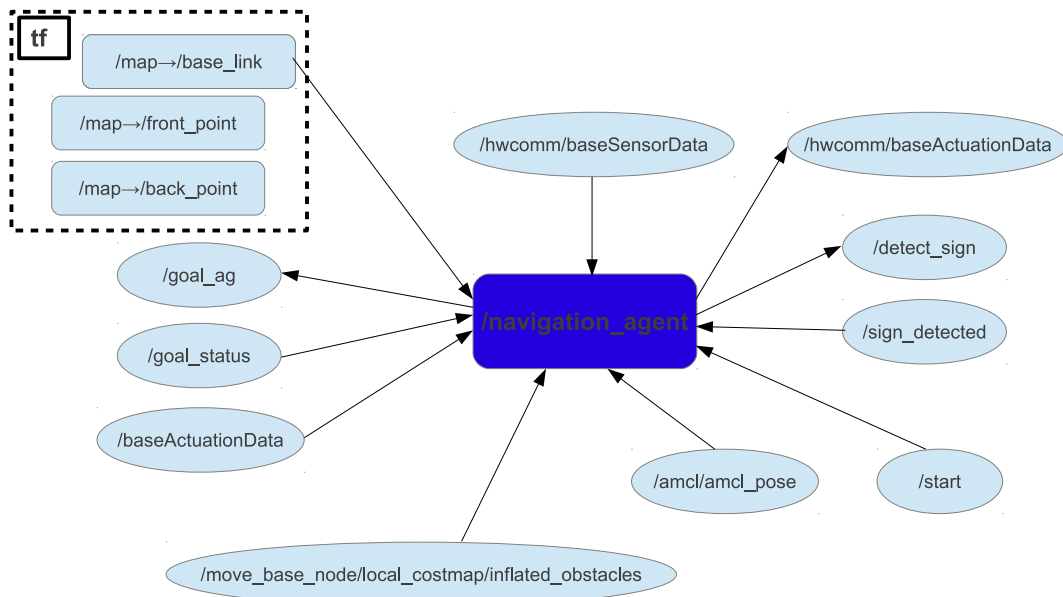 tf
/map→/base_link
/map→/front_point
/map→/back_point
/hwcomm/baseSensorData
/hwcomm/baseActuationData
/goal_ag
/detect_sign
/navigation_agent
/sign_detected
/goal_status
/baseActuationData
/amcl/amcl_pose
/start
/move_base_node/local_costmap/inflated_obstacles